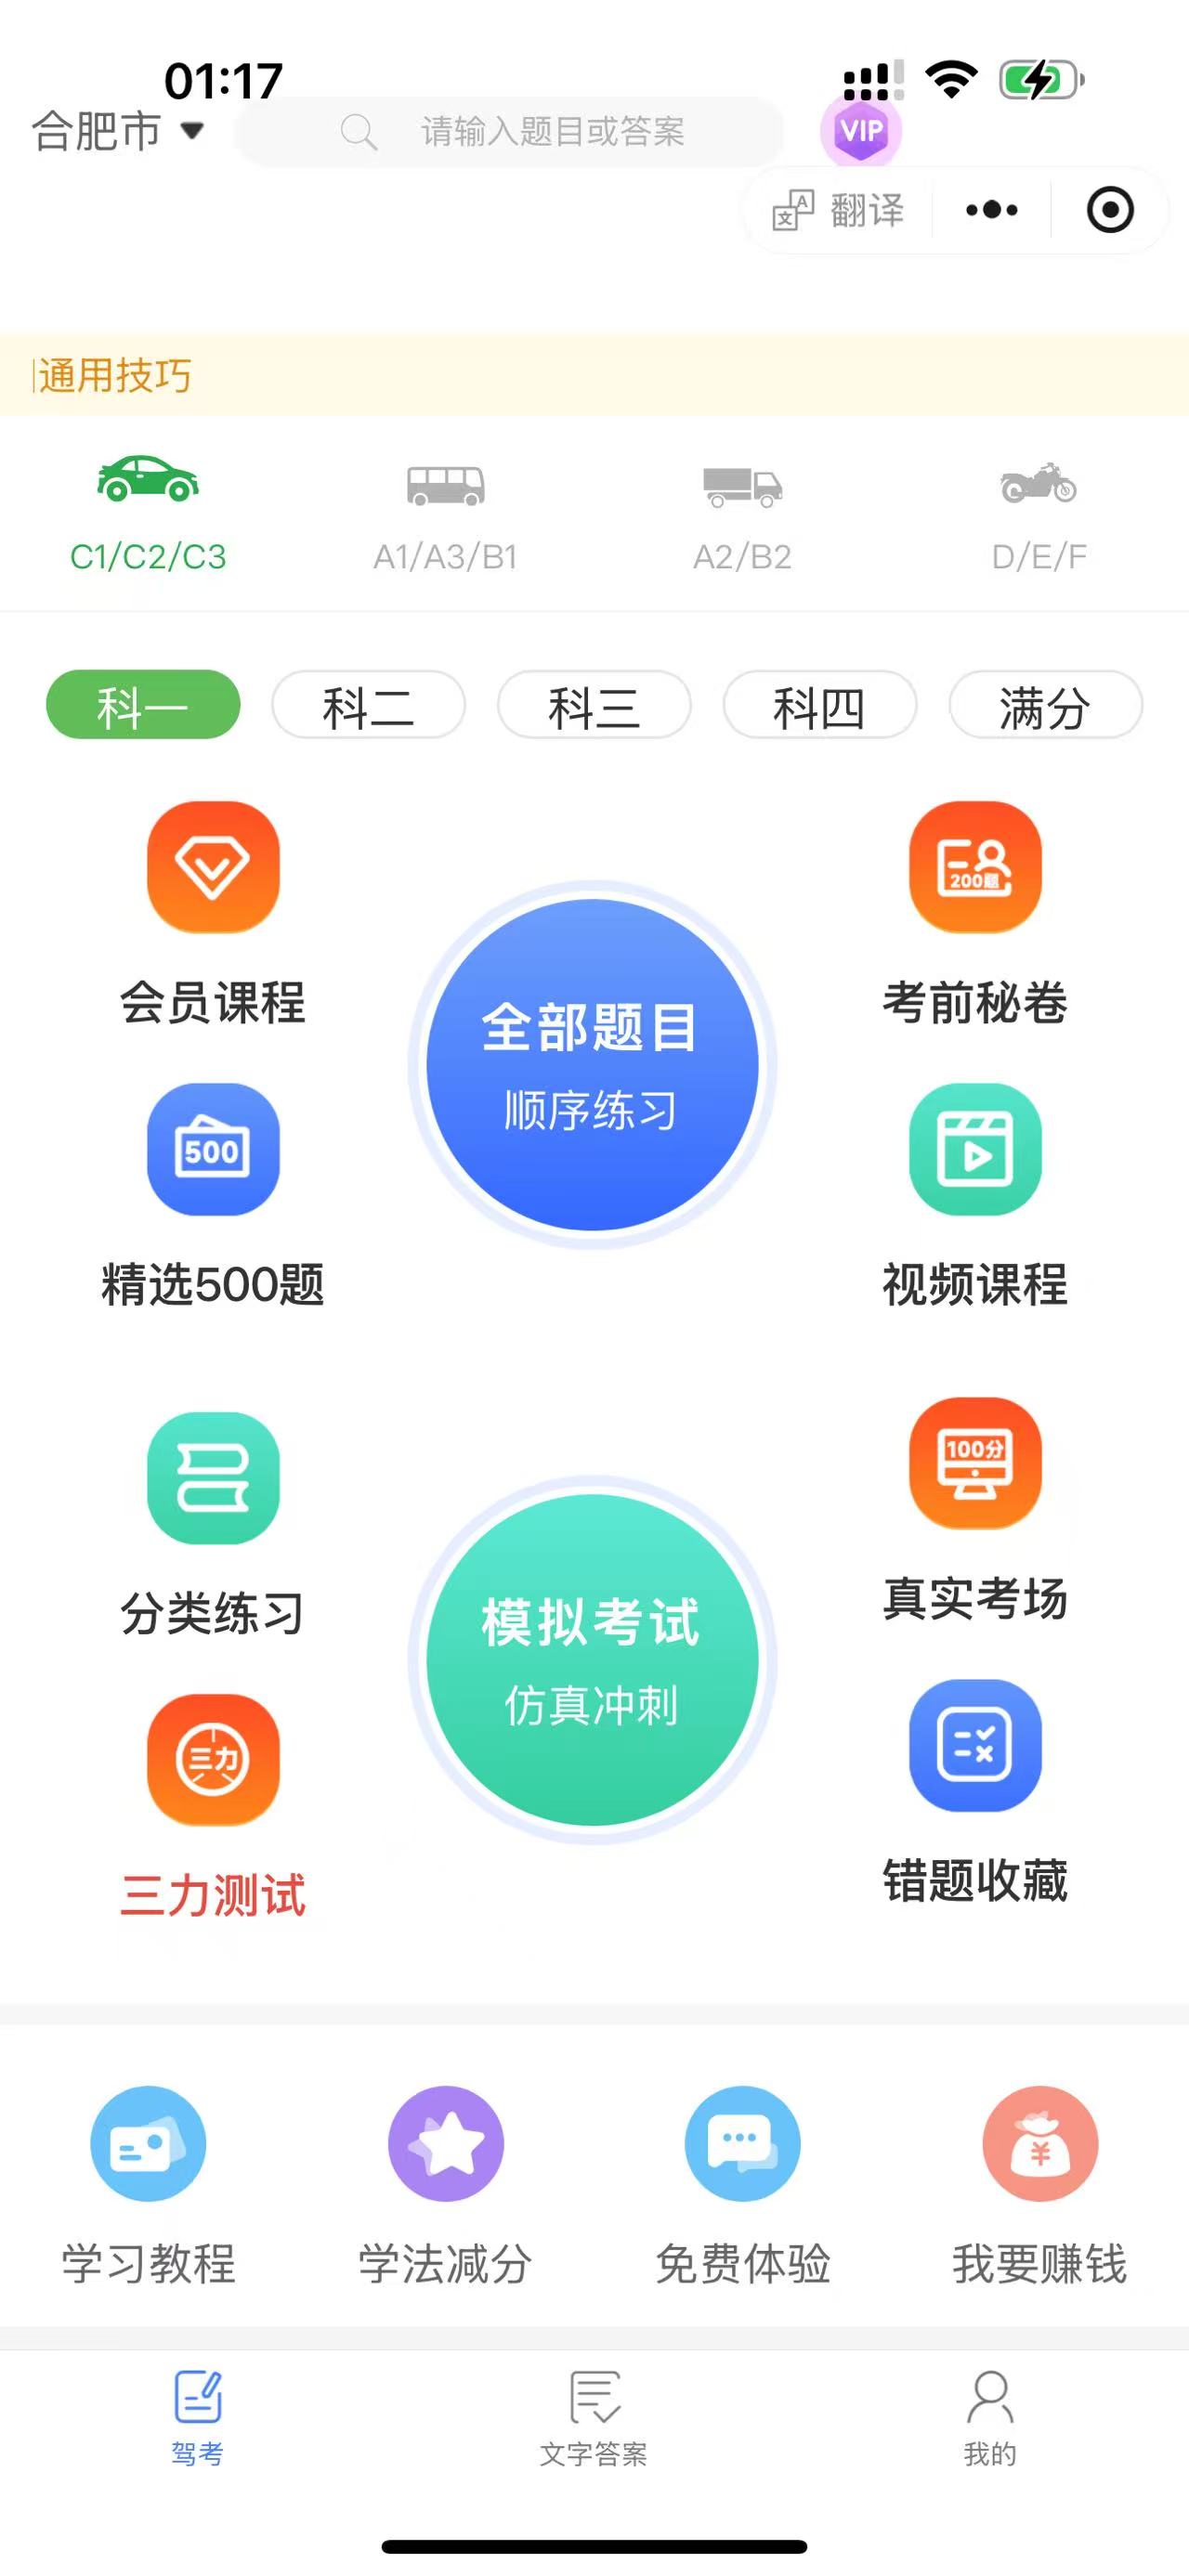 01:17
合肥市
请输入题目或答案
VIP
文A 翻译
通用技巧
C1/C2/C3
A1/A3/B1
A2/B2
D/E/F
科一
科二
科三
科四
满分
200题
会员课程
考前秘卷
全部题目
顺序练习
500
精选500题
视频课程
100分
分类练习
真实考场
模拟考试
仿真冲刺
三力
三力测试
错题收藏
¥
学习教程
学法减分
免费体验
我要赚钱
驾考
文字答案
我的